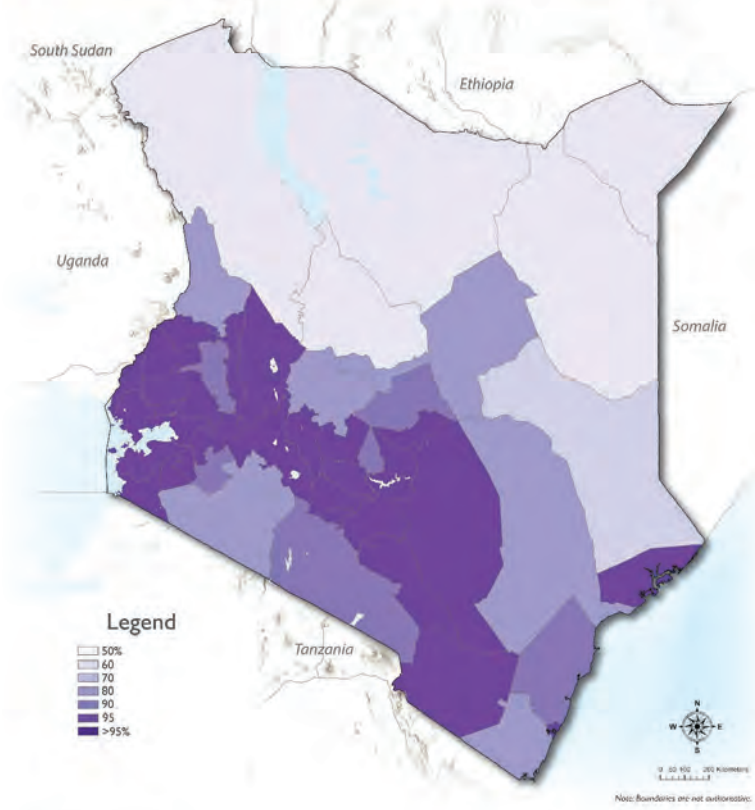 South Sudan
Ethiopia
Uganda
Somalia
Legend
50%
60
70
80
90
95
>95%
Tanzania
N
W E
S
Kilometers
Note: Boundaries are not authoritative.